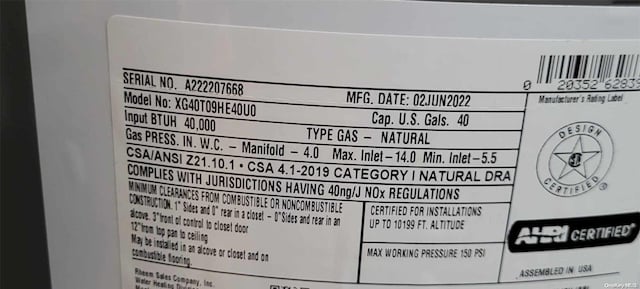 SERIAL NO. A222207668
MFG. DATE: 02JUN2022
Model No: XG40T09HE40U0
Cap. U.S. Gals. 40
Input BTUH 40,000
TYPE GAS - NATURAL
Gas PRESS. IN. W.C. - Manifold - 4.0 Max. Inlet-14.0 Min. Inlet-5.5
CSA/ANSI Z21.10.1 • CSA 4.1-2019 CATEGORY I NATURAL DRA
COMPLIES WITH JURISDICTIONS HAVING 40ng/J NOx REGULATIONS
MINIMUM CLEARANCES FROM COMBUSTIBLE OR NONCOMBUSTIBLE
CONSTRUCTION. 1" Sides and 0" rear in a closet - 0"Sides and rear in an
alcove. 3"front of control to closet door
12"from top pan to ceiling
May be installed in an alcove or closet and on
combustible flooring.
CERTIFIED FOR INSTALLATIONS
UP TO 10199 FT. ALTITUDE
MAX WORKING PRESSURE 150 PSI
Rheem Sales Company, Inc.
Water Heating Division
0 20352 62839
Manufacturer's Rating Label
DESIGN
CERTIFIED
AHRI CERTIFIED
ASSEMBLED IN USA
OneKey MLS